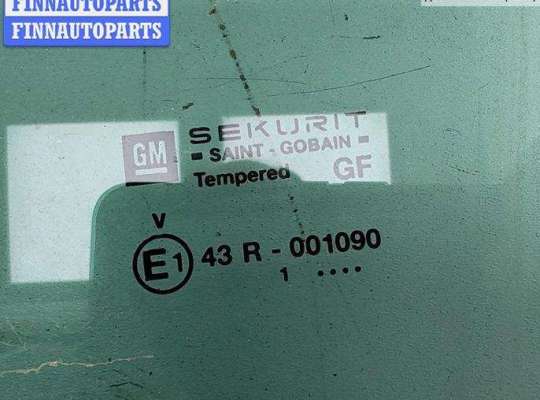 FINNAUTOPARTS
FINNAUTOPARTS
GM
SEKURIT
SAINT - GOBAIN
Tempered GF
V
E1 43 R - 001090
1 ....